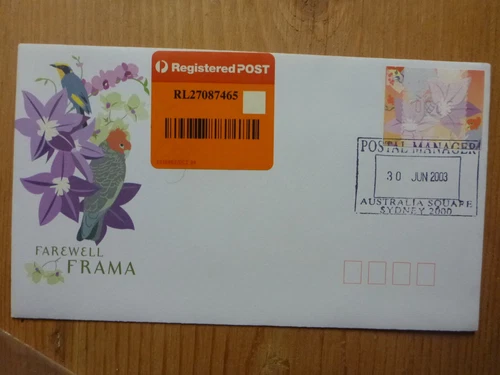 Registered POST
RL27087465
POSTAL MANAGER
30 JUN 2003
AUSTRALIA SQUARE
SYDNEY 2000
FAREWELL
FRAMA